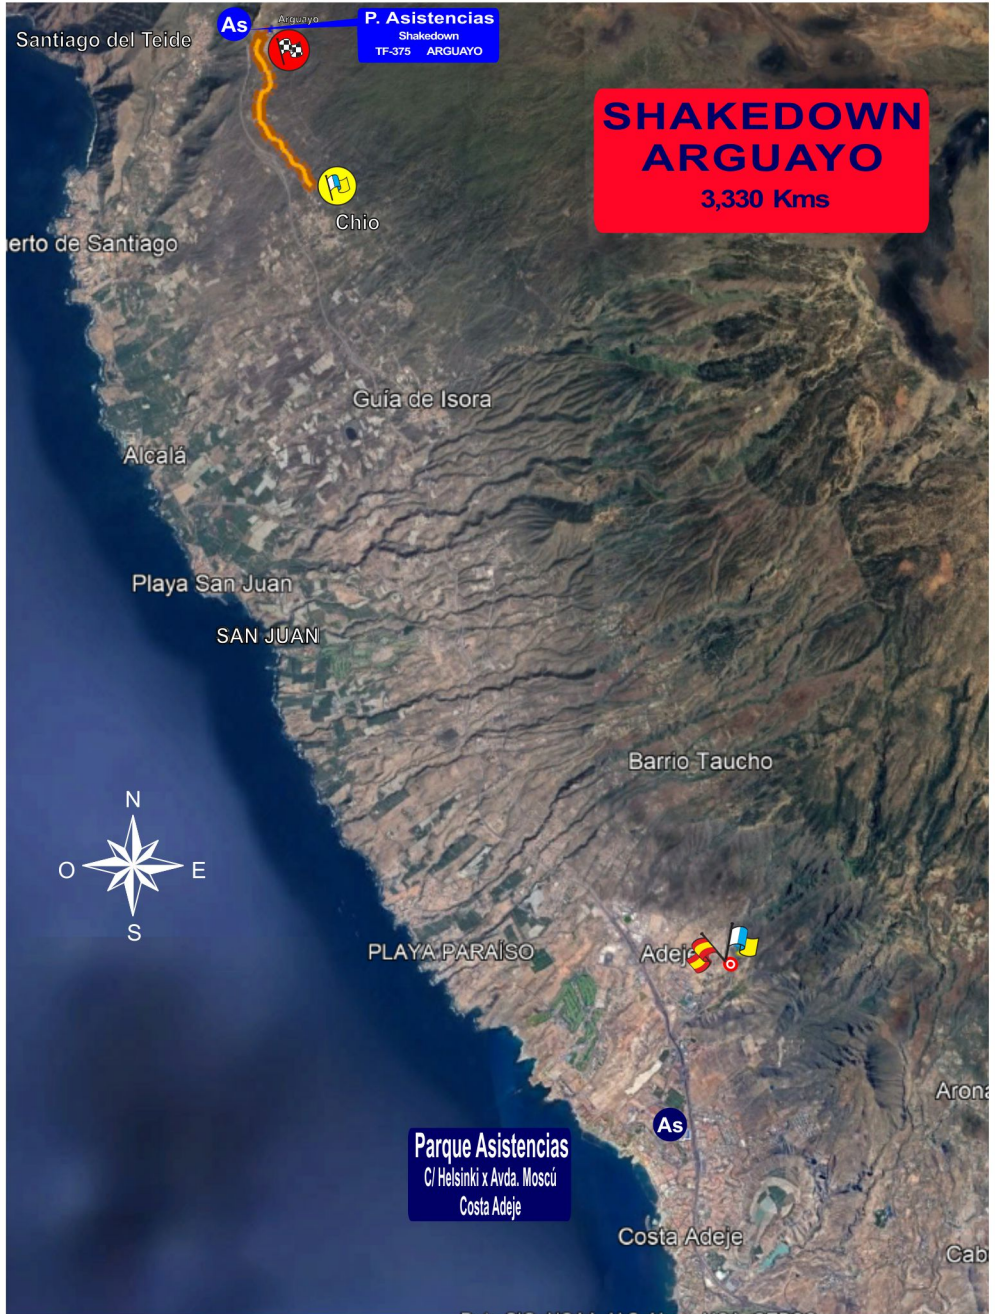 As
Arguayo
P. Asistencias
Shakedown
TF-375 ARGUAYO
Santiago del Teide
SHAKEDOWN
ARGUAYO
3,330 Kms
Chio
erto de Santiago
Guía de Isora
Alcalá
Playa San Juan
SAN JUAN
Barrio Taucho
N
O E
S
PLAYA PARAÍSO
Adeje
Arona
As
Parque Asistencias
C/ Helsinki x Avda. Moscú
Costa Adeje
Costa Adeje
Cab